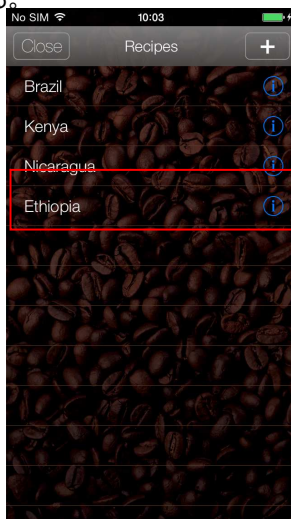 No SIM 10:03
Close Recipes +
Brazil
Kenya
Nicaragua
Ethiopia